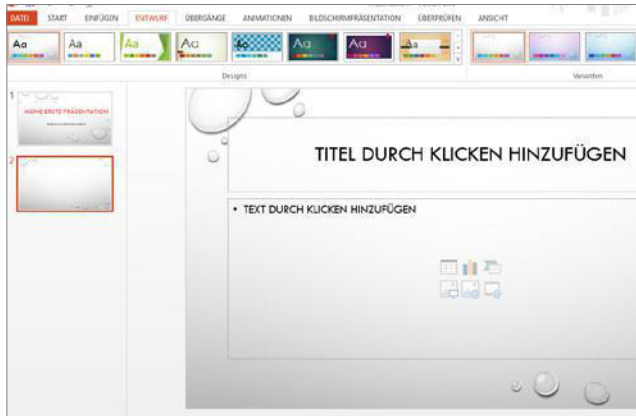 DATEI START EINFÜGEN ENTWURF ÜBERGÄNGE ANIMATIONEN BILDSCHIRMPRÄSENTATION ÜBERPRÜFEN ANSICHT
Aa Aa Aa Aa Aa Aa Aa Aa
Designs Varianten
1
MEINE ERSTE PRÄSENTATION
2
TITEL DURCH KLICKEN HINZUFÜGEN
• TEXT DURCH KLICKEN HINZUFÜGEN